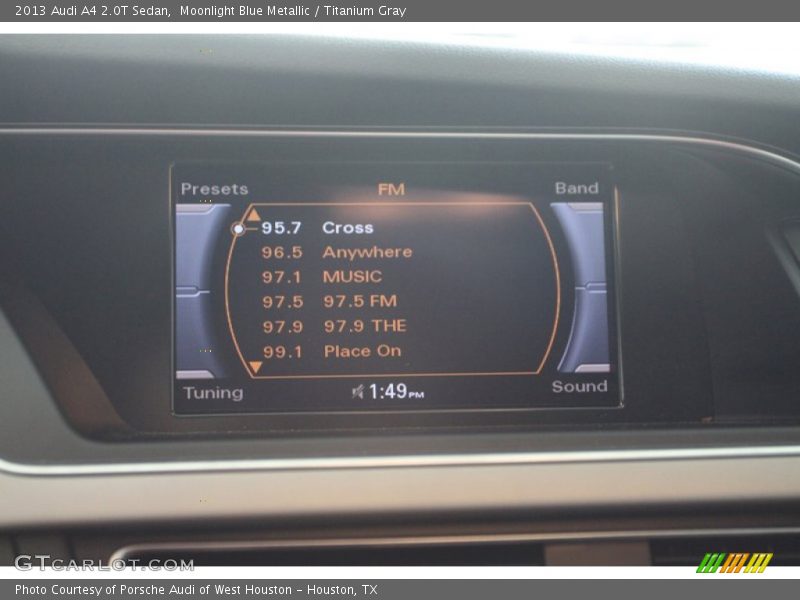 2013 Audi A4 2.0T Sedan,  Moonlight Blue Metallic / Titanium Gray
Presets FM Band
95.7 Cross
96.5 Anywhere
97.1 MUSIC
97.5 97.5 FM
97.9 97.9 THE
99.1 Place On
Tuning 1:49PM Sound
GTCARLOT.COM
Photo Courtesy of Porsche Audi of West Houston - Houston, TX